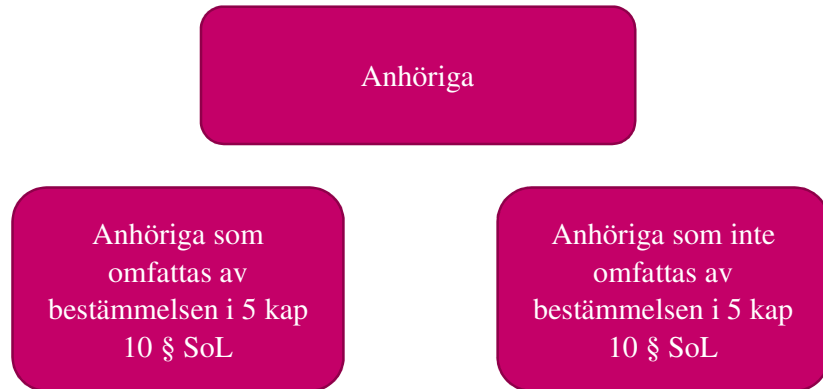 Anhöriga
Anhöriga som
omfattas av
bestämmelsen i 5 kap
10 § SoL
Anhöriga som inte
omfattas av
bestämmelsen i 5 kap
10 § SoL